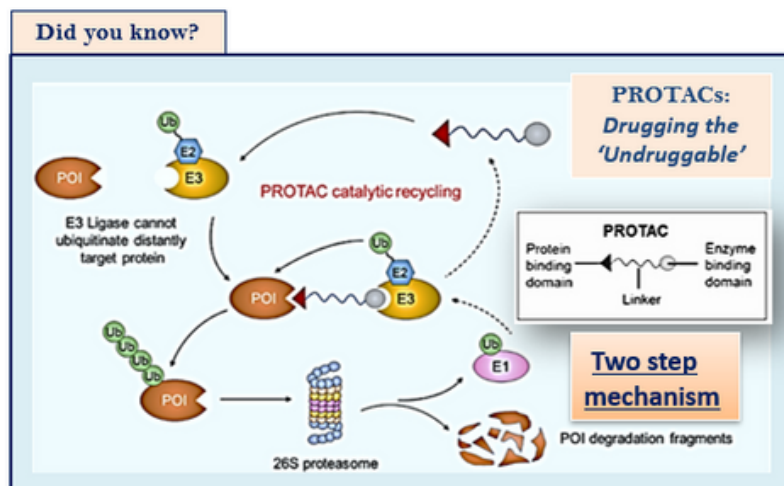 Did you know?
PROTACs:
Drugging the
'Undruggable'
Ub
E2
POI
E3
PROTAC catalytic recycling
E3 Ligase cannot
ubiquitinate distantly
target protein
PROTAC
Protein
binding
domain
Enzyme
binding
domain
Linker
Ub
E2
POI
E3
Ub
Ub
Ub
Ub
POI
Ub
E1
Two step
mechanism
26S proteasome
POI degradation fragments